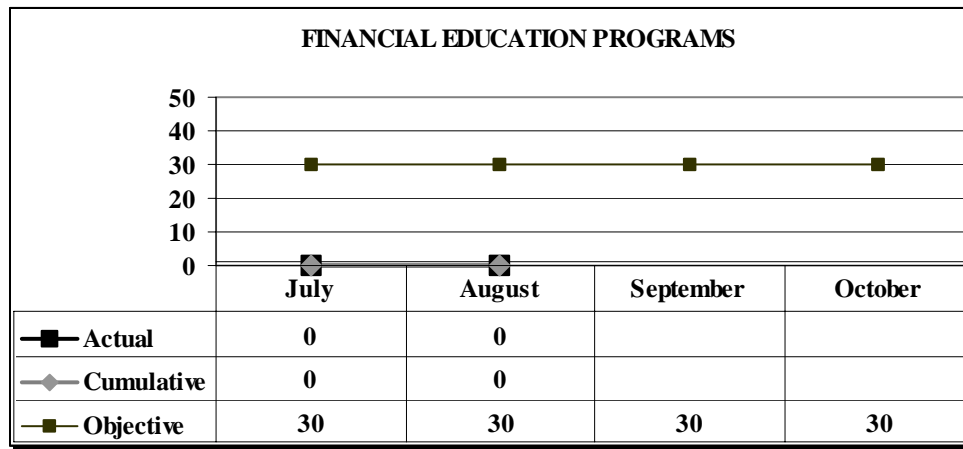 FINANCIAL EDUCATION PROGRAMS
50
40
30
20
10
0
July August September October
Actual 0 0
Cumulative 0 0
Objective 30 30 30 30